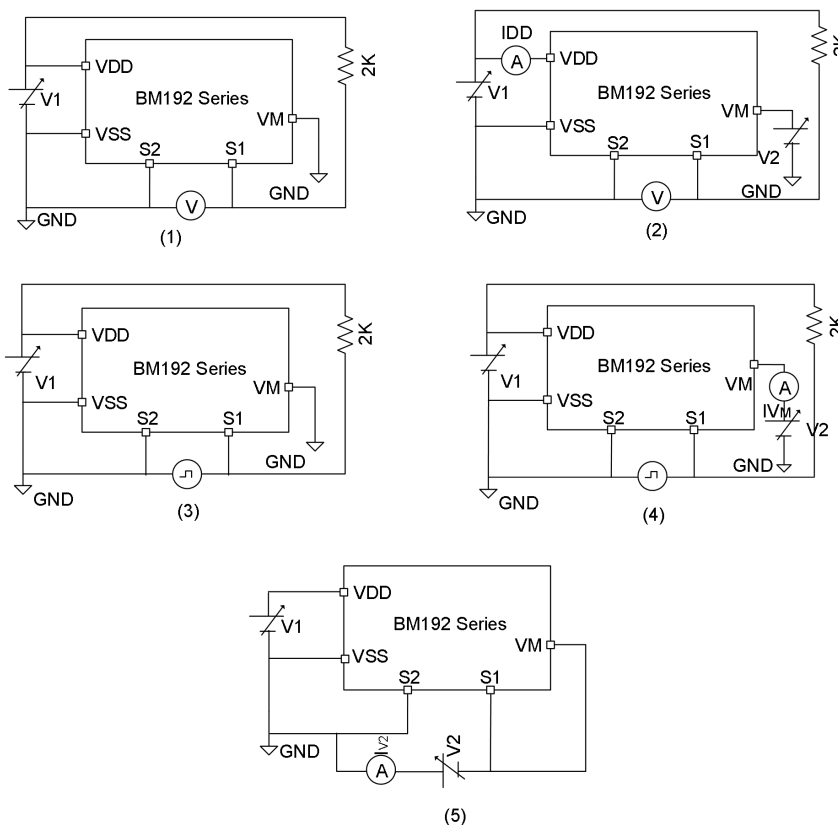 VDD
BM192 Series
V1
VM
VSS
S2
S1
2K
GND
GND
V
(1)
IDD
A
VDD
BM192 Series
V1
VM
VSS
V2
S2
S1
2K
GND
GND
V
(2)
VDD
BM192 Series
V1
VM
VSS
S2
S1
2K
GND
GND
(3)
VDD
BM192 Series
V1
VM
A
VSS
IVM
V2
S2
S1
2K
GND
GND
(4)
VDD
V1
BM192 Series
VM
VSS
S2
S1
GND
IV2
V2
A
(5)